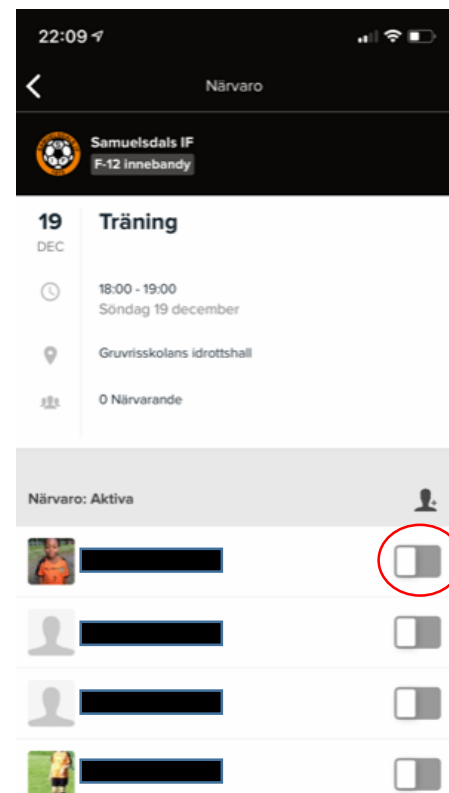 22:09
Närvaro
Samuelsdals IF
F-12 innebandy
19
DEC
Träning
18:00 - 19:00
Söndag 19 december
Gruvrisskolans idrottshall
0 Närvarande
Närvaro: Aktiva